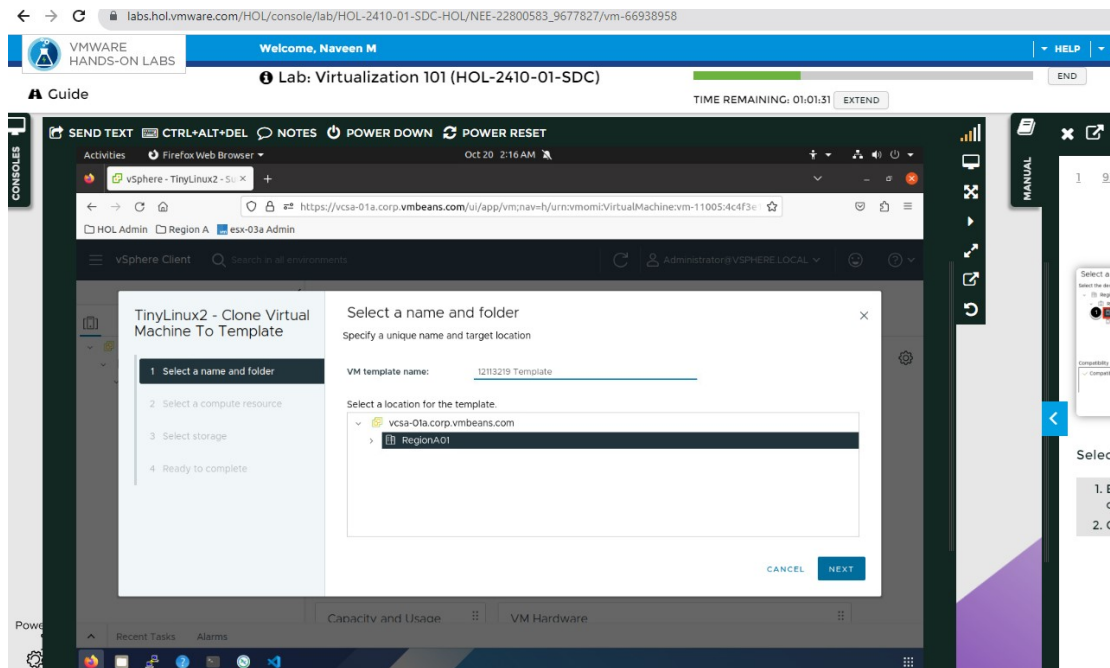 labs.hol.vmware.com/HOL/console/lab/HOL-2410-01-SDC-HOL/NEE-22800583_9677827/vm-66938958
VMWARE
HANDS-ON LABS
Welcome, Naveen M
HELP
Lab: Virtualization 101 (HOL-2410-01-SDC)
END
Guide
TIME REMAINING: 01:01:31 EXTEND
CONSOLES
SEND TEXT CTRL+ALT+DEL NOTES POWER DOWN POWER RESET
MANUAL
Activities Firefox Web Browser Oct 20 2:16 AM
vSphere - TinyLinux2 - Su
1 9
https://vcsa-01a.corp.vmbeans.com/ui/app/vm;nav=h/urn:vmomi:VirtualMachine:vm-11005:4c4f3e
HOL Admin Region A esx-03a Admin
vSphere Client Search in all environments Administrator@VSPHERE.LOCAL
TinyLinux2 - Clone Virtual
Machine To Template
Select a name and folder
Specify a unique name and target location
1 Select a name and folder
2 Select a compute resource
3 Select storage
4 Ready to complete
VM template name: 12113219 Template
Select a location for the template.
vcsa-01a.corp.vmbeans.com
RegionA01
CANCEL NEXT
Capacity and Usage VM Hardware
Recent Tasks Alarms
Select a
Compatibility
Selec
1. E
2. C
Powe